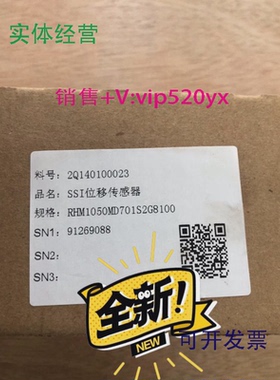 实体经营
销售+V:vip520yx
料号: 2Q140100023
品名: SSI位移传感器
规格: RHM1050MD701S2G8100
SN1: 91269088
SN2:
SN3:
全新!
NEW
可开发票